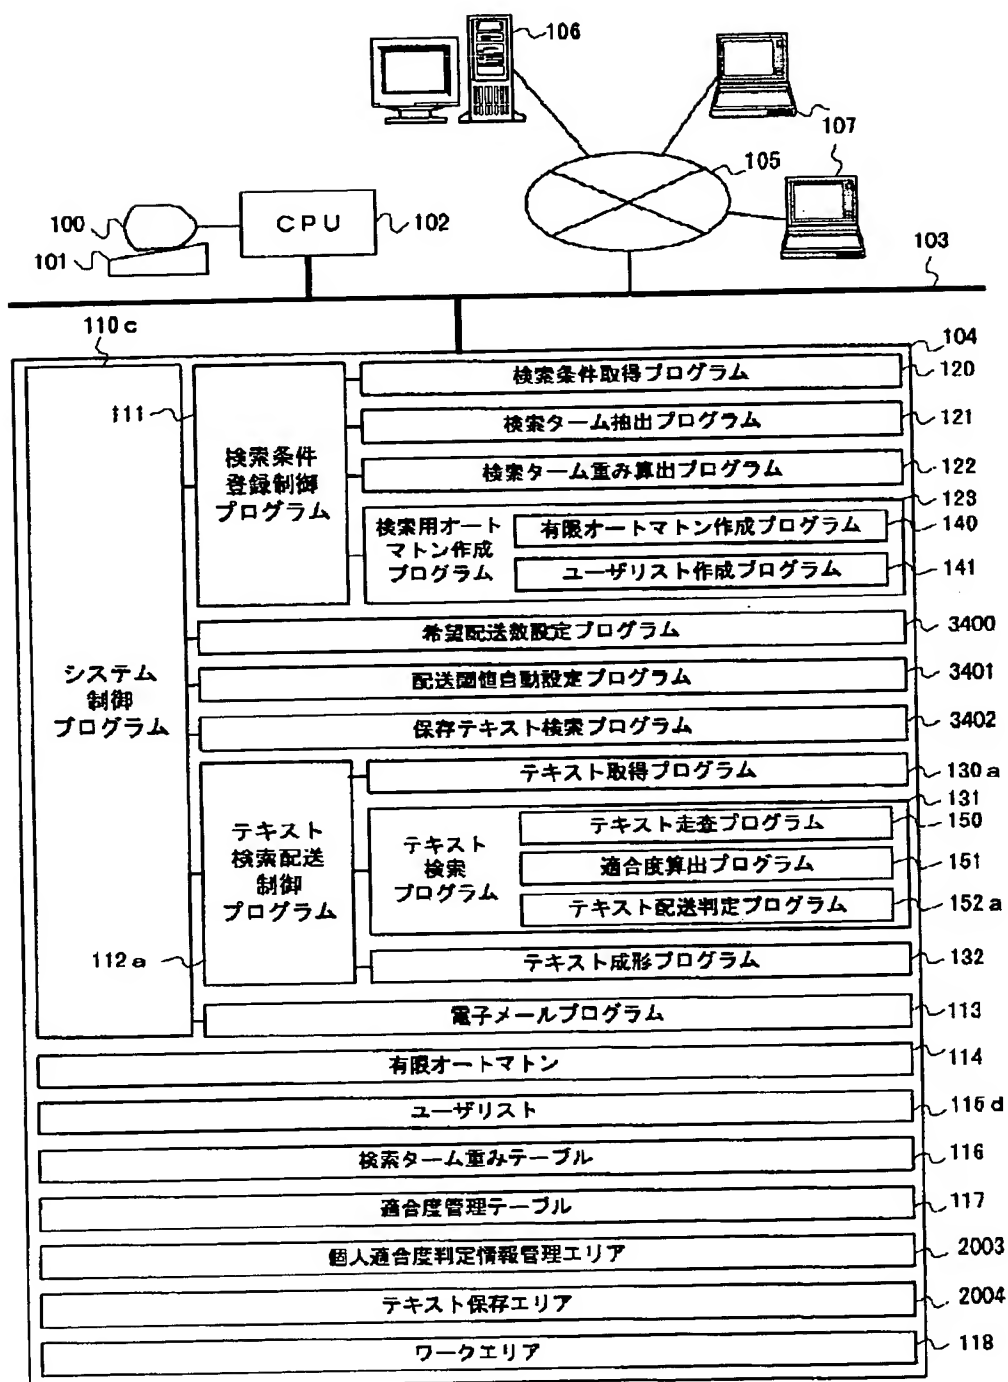 106
107
105
100
101
CPU
102
103
110c
104
111
検索条件
登録制御
プログラム
検索条件取得プログラム
120
検索ターム抽出プログラム
121
検索ターム重み算出プログラム
122
123
検索用オート
マトン作成
プログラム
有限オートマトン作成プログラム
140
ユーザリスト作成プログラム
141
システム
制御
プログラム
希望配送数設定プログラム
3400
配送閾値自動設定プログラム
3401
保存テキスト検索プログラム
3402
テキスト
検索配送
制御
プログラム
112a
テキスト取得プログラム
130a
131
テキスト
検索
プログラム
テキスト走査プログラム
150
適合度算出プログラム
151
テキスト配送判定プログラム
152a
テキスト成形プログラム
132
電子メールプログラム
113
有限オートマトン
114
ユーザリスト
115d
検索ターム重みテーブル
116
適合度管理テーブル
117
個人適合度判定情報管理エリア
2003
テキスト保存エリア
2004
ワークエリア
118